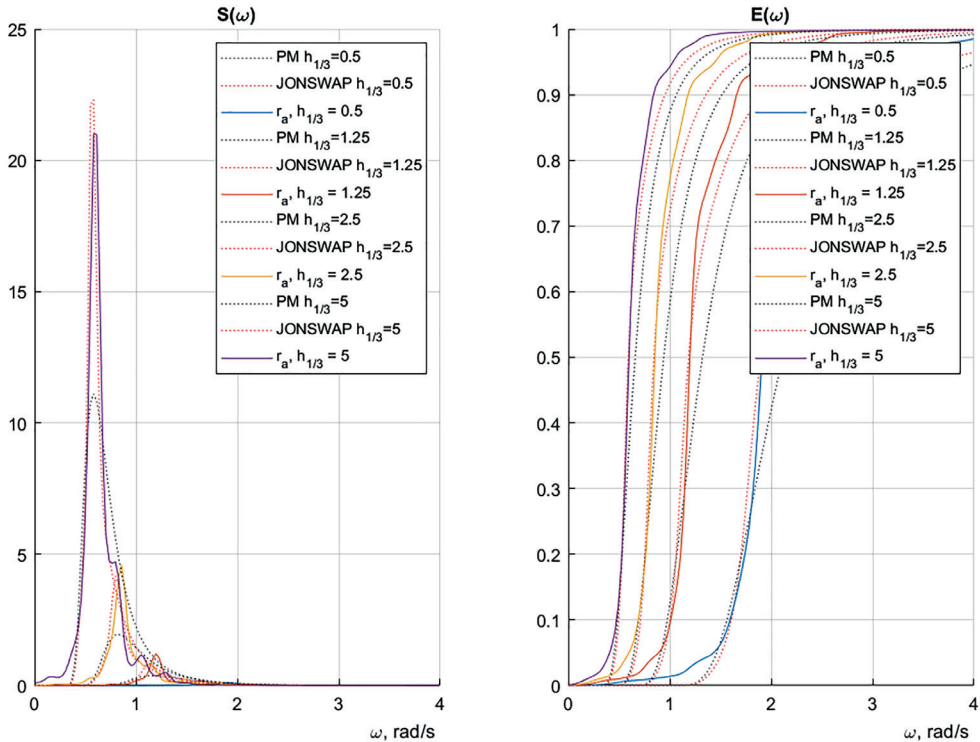 S(ω)
25
20
15
10
5
0
0
1
2
3
4
ω, rad/s
PM h1/3=0.5
JONSWAP h1/3=0.5
ra, h1/3 = 0.5
PM h1/3=1.25
JONSWAP h1/3=1.25
ra, h1/3 = 1.25
PM h1/3=2.5
JONSWAP h1/3=2.5
ra, h1/3 = 2.5
PM h1/3=5
JONSWAP h1/3=5
ra, h1/3 = 5
E(ω)
1
0.9
0.8
0.7
0.6
0.5
0.4
0.3
0.2
0.1
0
0
1
2
3
4
ω, rad/s
PM h1/3=0.5
JONSWAP h1/3=0.5
ra, h1/3 = 0.5
PM h1/3=1.25
JONSWAP h1/3=1.25
ra, h1/3 = 1.25
PM h1/3=2.5
JONSWAP h1/3=2.5
ra, h1/3 = 2.5
PM h1/3=5
JONSWAP h1/3=5
ra, h1/3 = 5